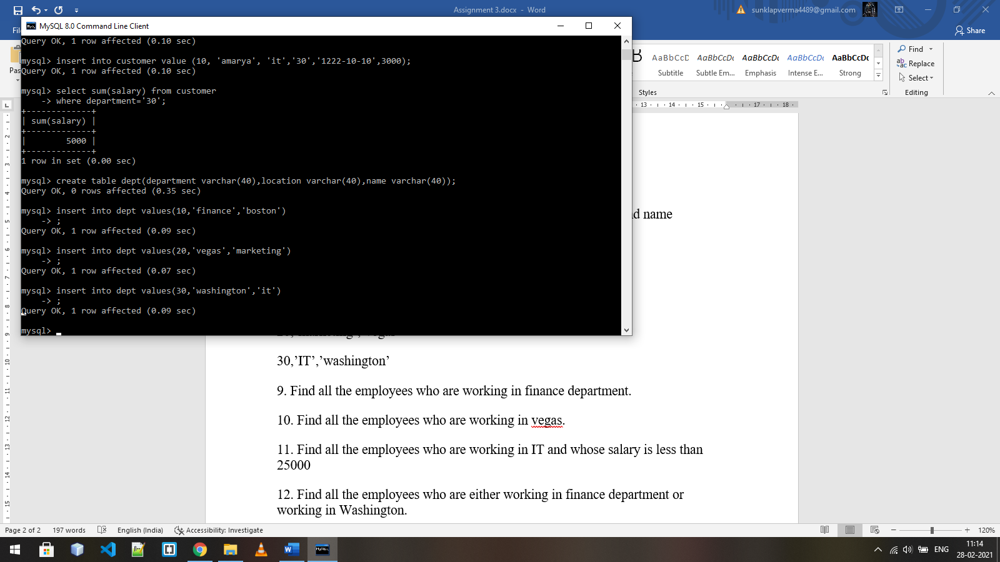 Assignment 3.docx - Word
sunklapverma4489@gmail.com
Share
MySQL 8.0 Command Line Client
Query OK, 1 row affected (0.10 sec)
mysql> insert into customer value (10, 'amarya', 'it','30','1222-10-10',3000);
Query OK, 1 row affected (0.10 sec)
mysql> select sum(salary) from customer
-> where department='30';
+-------------+
| sum(salary) |
+-------------+
| 5000 |
+-------------+
1 row in set (0.00 sec)
mysql> create table dept(department varchar(40),location varchar(40),name varchar(40));
Query OK, 0 rows affected (0.35 sec)
mysql> insert into dept values(10,'finance','boston')
-> ;
Query OK, 1 row affected (0.09 sec)
mysql> insert into dept values(20,'vegas','marketing')
-> ;
Query OK, 1 row affected (0.07 sec)
mysql> insert into dept values(30,'washington','it')
-> ;
Query OK, 1 row affected (0.09 sec)
mysql>
AaBbCcD AaBbCcDc AaBbCcDc AaBbCcDc AaBbCcDc
Subtitle Subtle Em... Emphasis Intense E... Strong
Styles
Find
Replace
Select
Editing
13 14 15 17 18
name
30,’IT’,’washington’
9. Find all the employees who are working in finance department.
10. Find all the employees who are working in vegas.
11. Find all the employees who are working in IT and whose salary is less than
25000
12. Find all the employees who are either working in finance department or
working in Washington.
Page 2 of 2 197 words English (India) Accessibility: Investigate
120%
ENG
11:14
28-02-2021